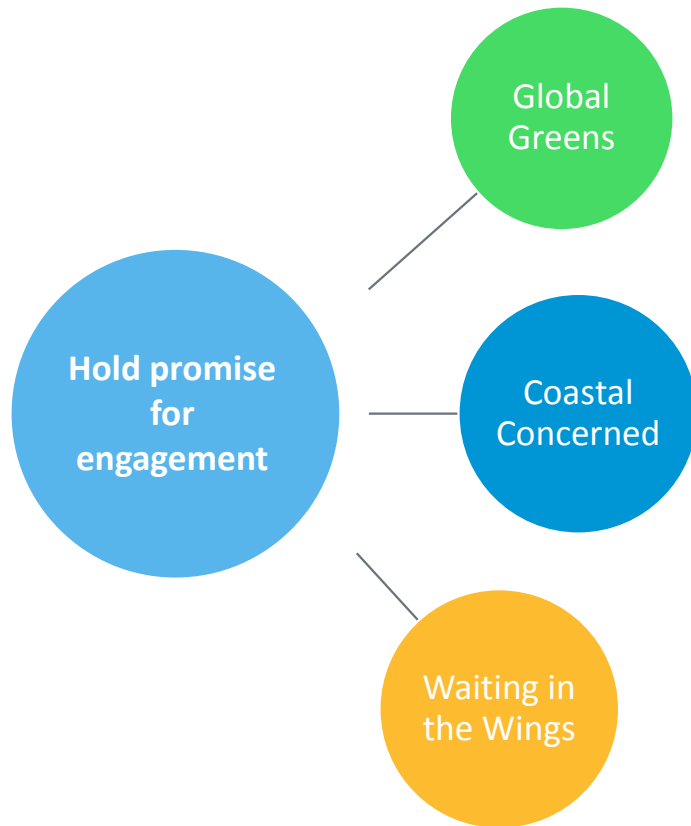 Global
Greens
Hold promise
for
engagement
Coastal
Concerned
Waiting in
the Wings